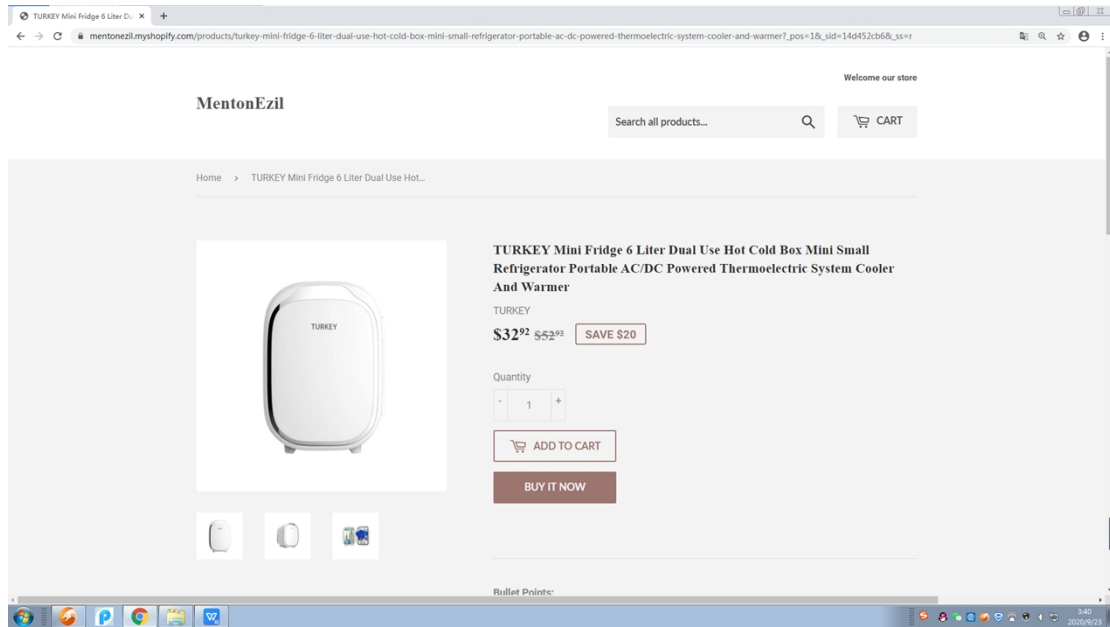 TURKEY Mini Fridge 6 Liter Du
mentonezil.myshopify.com/products/turkey-mini-fridge-6-liter-dual-use-hot-cold-box-mini-small-refrigerator-portable-ac-dc-powered-thermoelectric-system-cooler-and-warmer?_pos=1&_sid=14d452cb6&_ss=r
Welcome our store
MentonEzil
Search all products...
CART
Home > TURKEY Mini Fridge 6 Liter Dual Use Hot...
TURKEY
TURKEY Mini Fridge 6 Liter Dual Use Hot Cold Box Mini Small
Refrigerator Portable AC/DC Powered Thermoelectric System Cooler
And Warmer
TURKEY
$32.92 $52.92 SAVE $20
Quantity
- 1 +
ADD TO CART
BUY IT NOW
Bullet Points:
3:40
2020/9/23